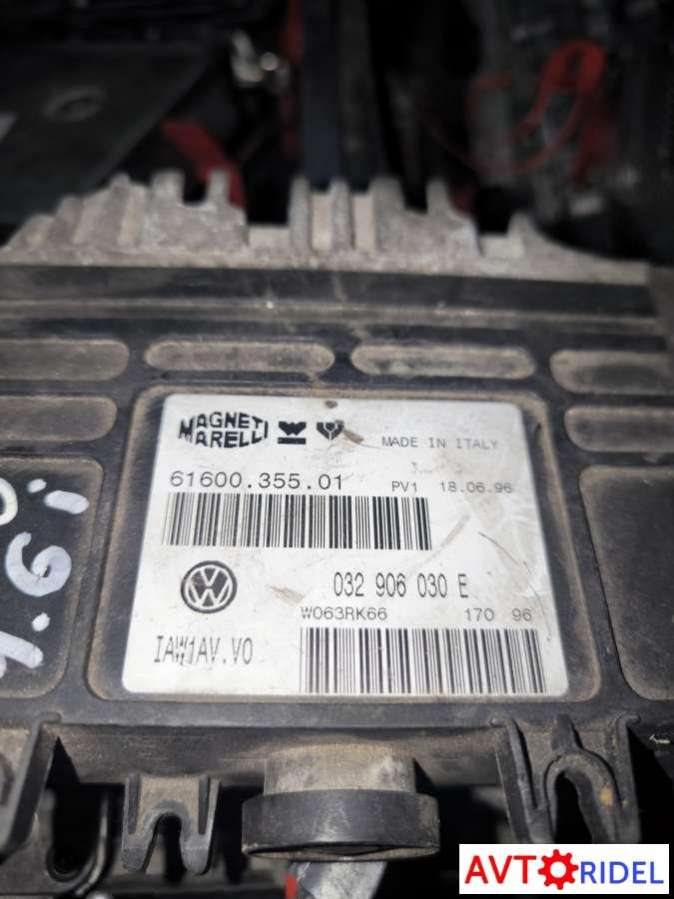 MAGNETI MARELLI
MADE IN ITALY
61600.355.01 PV1 18.06.96
032 906 030 E
W063RK66 170 96
IAW1AV.V0
AVTORIDEL